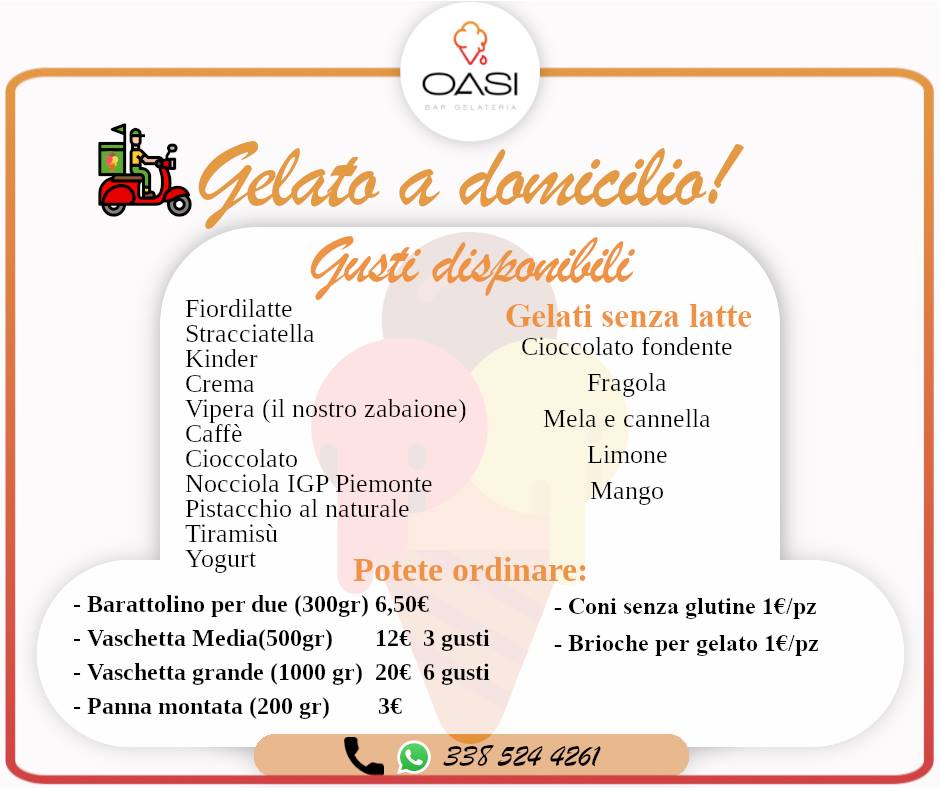 OASI
BAR GELATERIA
Gelato a domicilio!
Gusti disponibili
Fiordilatte
Stracciatella
Kinder
Crema
Vipera (il nostro zabaione)
Caffè
Cioccolato
Nocciola IGP Piemonte
Pistacchio al naturale
Tiramisù
Yogurt
Gelati senza latte
Cioccolato fondente
Fragola
Mela e cannella
Limone
Mango
Potete ordinare:
- Barattolino per due (300gr) 6,50€
- Vaschetta Media(500gr) 12€ 3 gusti
- Vaschetta grande (1000 gr) 20€ 6 gusti
- Panna montata (200 gr) 3€
- Coni senza glutine 1€/pz
- Brioche per gelato 1€/pz
338 524 4261